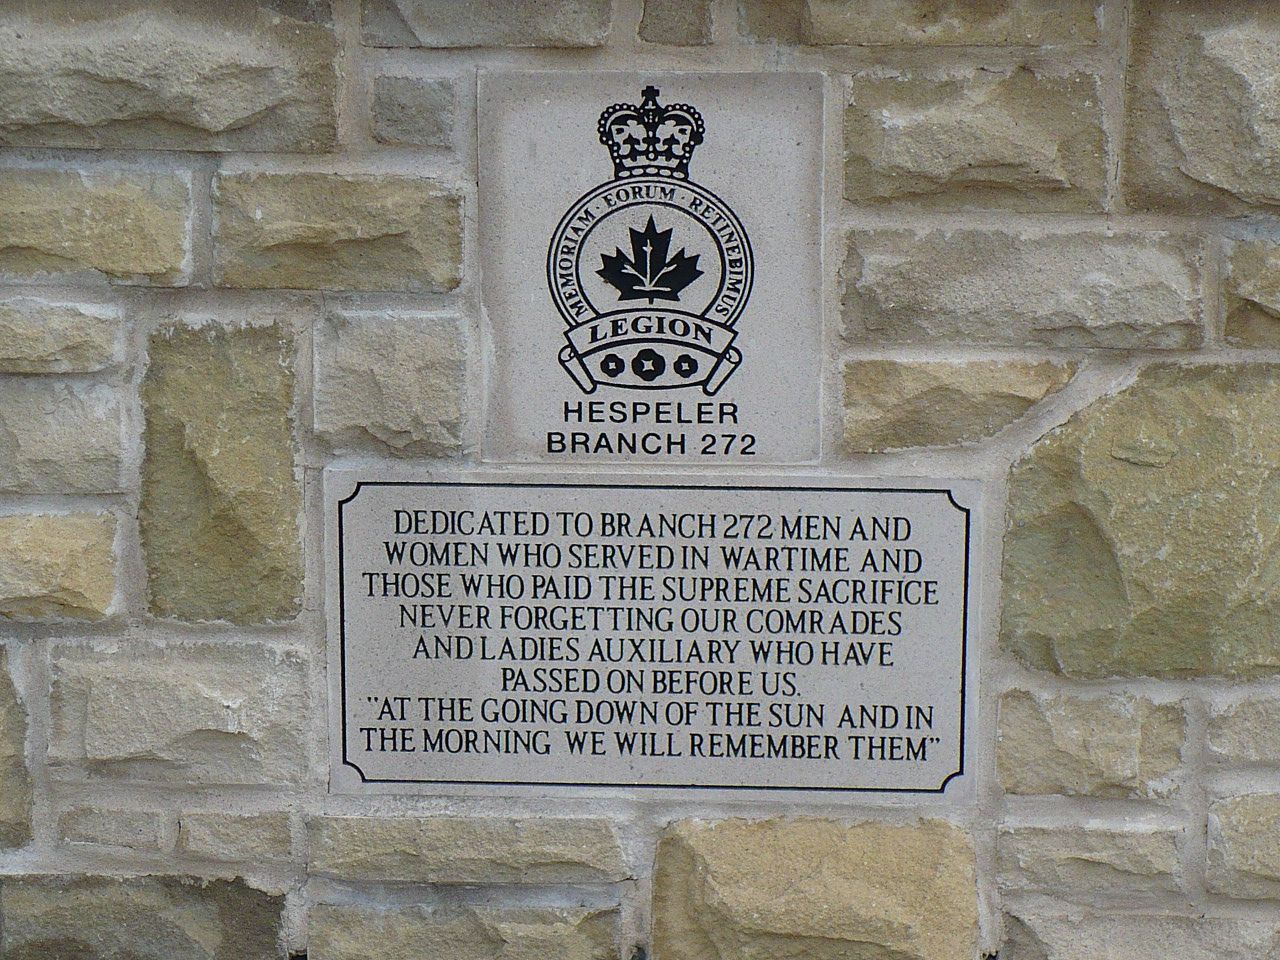 MEMORIAM · EORUM · RETINEBIMUS
LEGION
HESPELER
BRANCH 272
DEDICATED TO BRANCH 272 MEN AND
WOMEN WHO SERVED IN WARTIME AND
THOSE WHO PAID THE SUPREME SACRIFICE
NEVER FORGETTING OUR COMRADES
AND LADIES AUXILIARY WHO HAVE
PASSED ON BEFORE US.
"AT THE GOING DOWN OF THE SUN AND IN
THE MORNING WE WILL REMEMBER THEM"